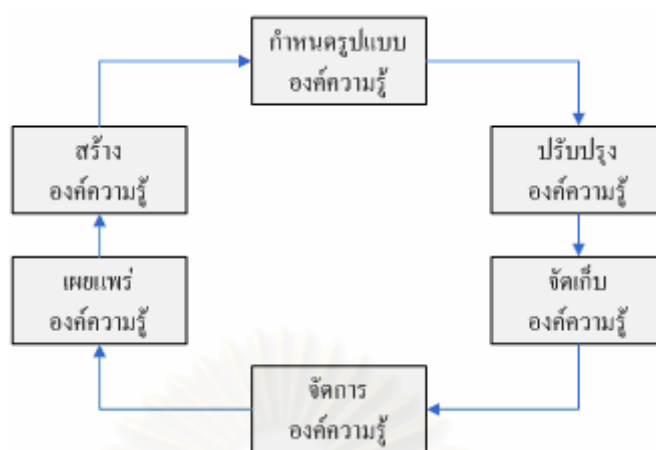 กำหนดรูปแบบ
องค์ความรู้
สร้าง
องค์ความรู้
ปรับปรุง
องค์ความรู้
เผยแพร่
องค์ความรู้
จัดเก็บ
องค์ความรู้
จัดการ
องค์ความรู้